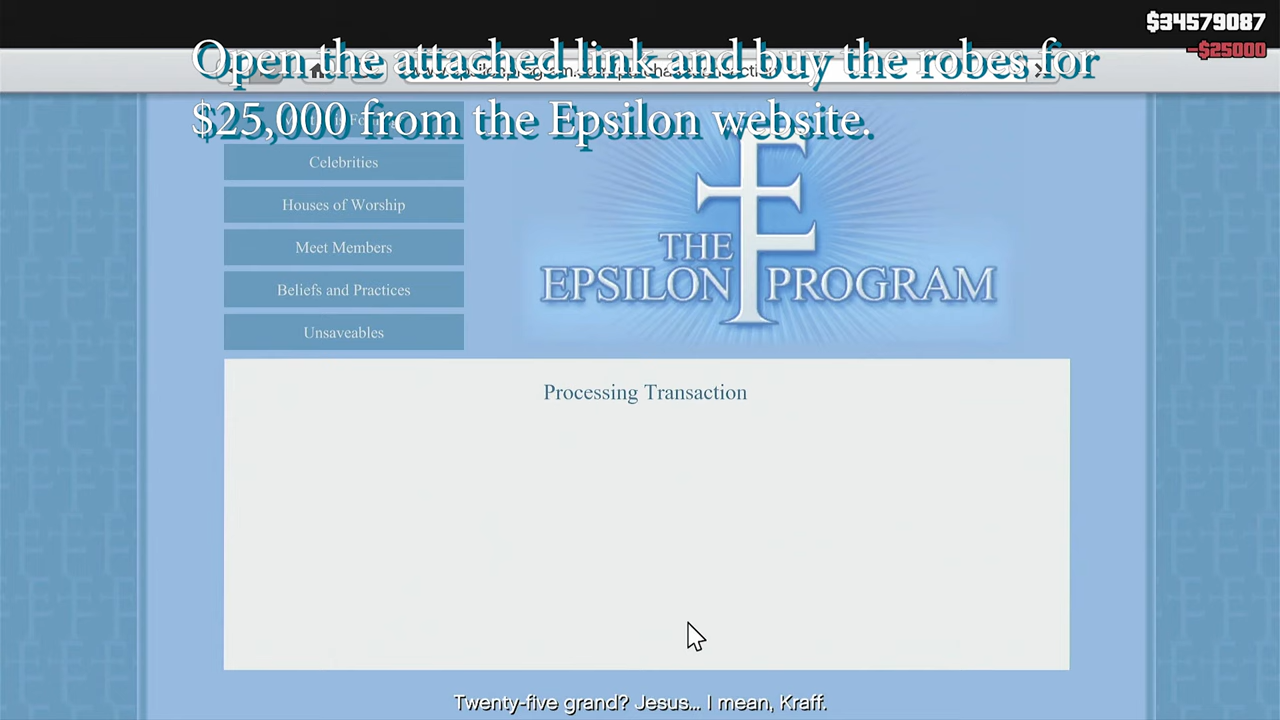 $34579087
-$25000
Open the attached link and buy the robes for
$25,000 from the Epsilon website.
Celebrities
Houses of Worship
Meet Members
Beliefs and Practices
Unsaveables
THE
EPSILON PROGRAM
Processing Transaction
Twenty-five grand? Jesus... I mean, Kraff.